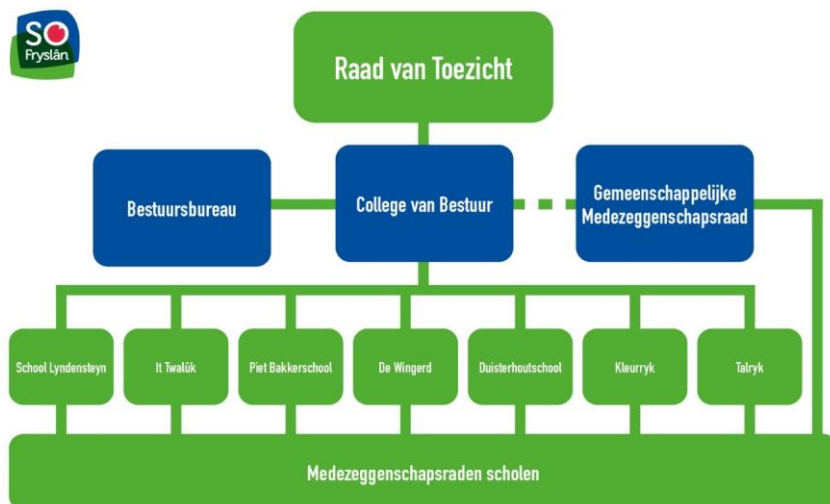 SO
Fryslân
Raad van Toezicht
Bestuursbureau
College van Bestuur
Gemeenschappelijke
Medezeggenschapsraad
School Lyndensteyn
It Twalûk
Piet Bakkerschool
De Wingerd
Duisterhoutschool
Kleurryk
Talryk
Medezeggenschapsraden scholen